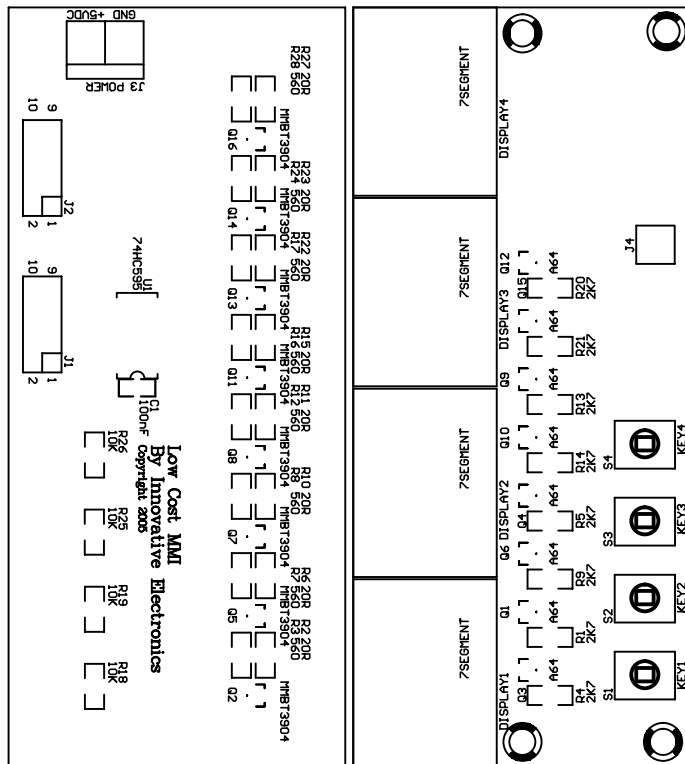 GND +5VDC
J3 POWER
9
10
J2
1
2
74HC595
U1
9
10
J1
1
2
C1
100nF
Low Cost MMI
By Innovative Electronics
Copyright 2005
R26
10K
R25
10K
R19
10K
R18
10K
R27 20R
R28 560
MMBT3904
Q16
R23 20R
R24 560
MMBT3904
Q14
R22 20R
R17 560
MMBT3904
Q13
R15 20R
R16 560
MMBT3904
Q11
R11 20R
R12 560
MMBT3904
Q8
R10 20R
R8 560
MMBT3904
Q7
R6 20R
R7 560
MMBT3904
Q5
R2 20R
R3 560
MMBT3904
Q2
7SEGMENT
DISPLAY4
7SEGMENT
DISPLAY3
7SEGMENT
DISPLAY2
7SEGMENT
DISPLAY1
J4
Q12
A64
Q15
R20
2K7
A64
R21
2K7
Q9
A64
R13
2K7
Q10
A64
R14
2K7
Q4
A64
R5
2K7
Q6
A64
R9
2K7
Q1
A64
R1
2K7
Q3
A64
R4
2K7
S4
KEY4
S3
KEY3
S2
KEY2
S1
KEY1